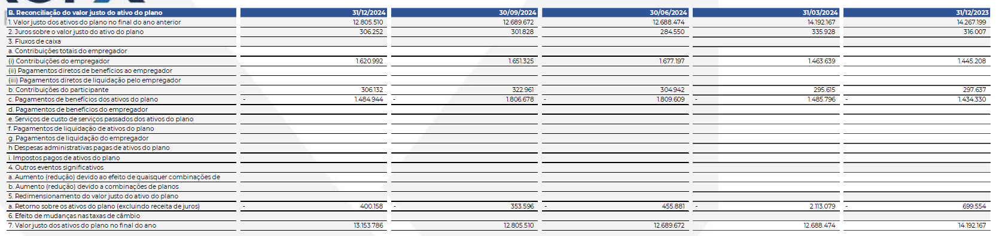 B. Reconciliação do valor justo do ativo do plano 31/12/2024 30/09/2024 30/06/2024 31/03/2024 31/12/2023
1. Valor justo dos ativos do plano no final do ano anterior 12.805.510 12.689.672 12.688.474 14.192.167 14.267.199
2. Juros sobre o valor justo do ativo do plano 306.252 301.828 284.550 335.928 316.007
3. Fluxos de caixa
a. Contribuições totais do empregador
(i) Contribuições do empregador 1.620.992 1.651.325 1.677.197 1.463.639 1.445.208
(ii) Pagamentos diretos de benefícios ao empregador
(iii) Pagamentos diretos de liquidação pelo empregador
b. Contribuições do participante 306.132 322.961 304.942 295.615 297.637
c. Pagamentos de benefícios dos ativos do plano - 1.484.944 - 1.806.678 - 1.809.609 - 1.485.796 - 1.434.330
d. Pagamentos de benefícios do empregador
e. Serviços de custo de serviços passados dos ativos do plano
f. Pagamentos de liquidação de ativos do plano
g. Pagamentos de liquidação do empregador
h Despesas administrativas pagas de ativos do plano
i. Impostos pagos de ativos do plano
4. Outros eventos significativos
a. Aumento (redução) devido ao efeito de quaisquer combinações de
b. Aumento (redução) devido a combinações de planos
5. Redimensionamento do valor justo do ativo do plano
a. Retorno sobre os ativos do plano (excluindo receita de juros) - 400.158 - 353.596 - 455.881 - 2.113.079 - 699.554
6. Efeito de mudanças nas taxas de câmbio
7. Valor justo dos ativos do plano no final do ano 13.153.786 12.805.510 12.689.672 12.688.474 14.192.167